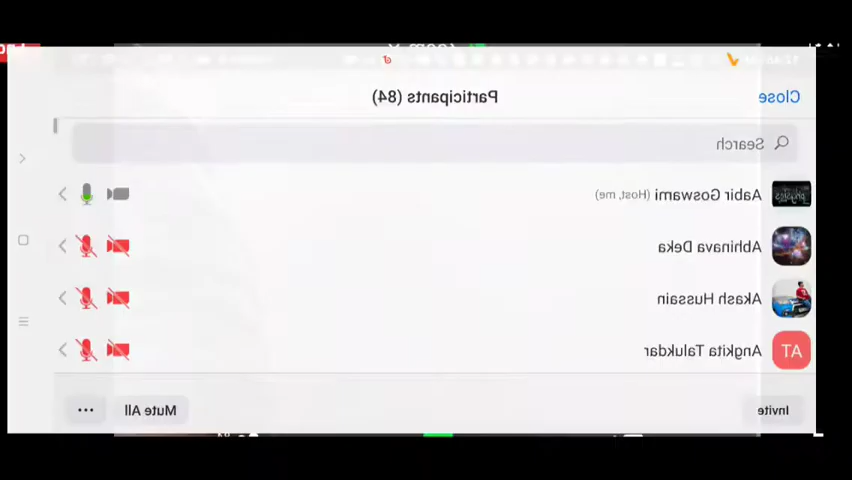 Close
Participants (84)
Search
Aabir Goswami (Host, me)
Abhinava Deka
Akash Hussain
AT Angkita Talukdar
Invite
Mute All